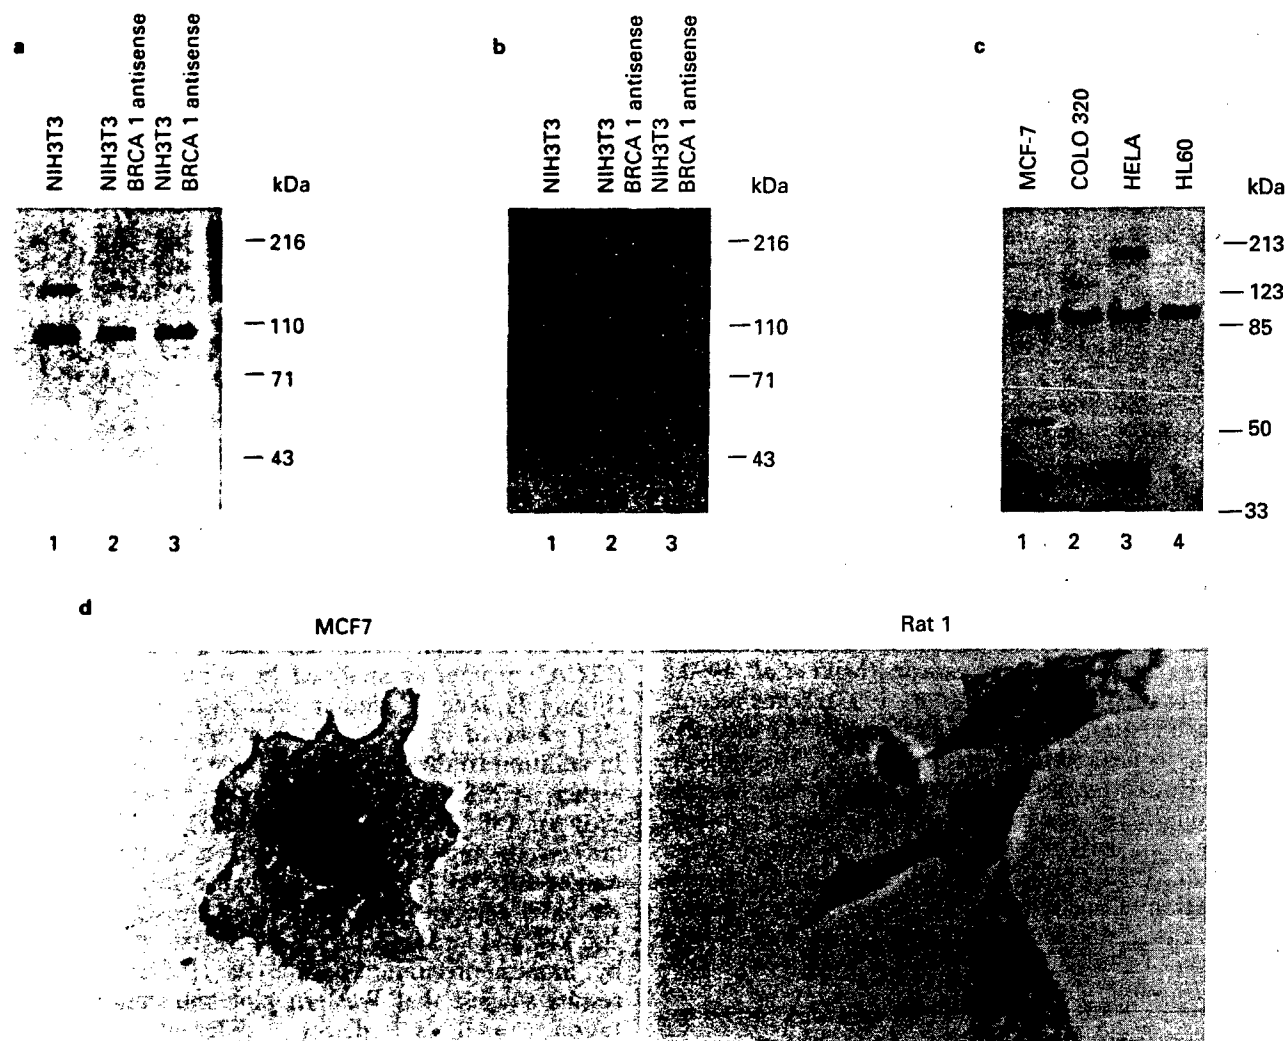 a
NIH3T3
NIH3T3
BRCA 1 antisense
NIH3T3
BRCA 1 antisense
kDa
216
110
71
43
1 2 3
b
NIH3T3
NIH3T3
BRCA 1 antisense
NIH3T3
BRCA 1 antisense
kDa
216
110
71
43
1 2 3
c
MCF-7
COLO 320
HELA
HL60
kDa
213
123
85
50
33
1 2 3 4
d
MCF7
Rat 1